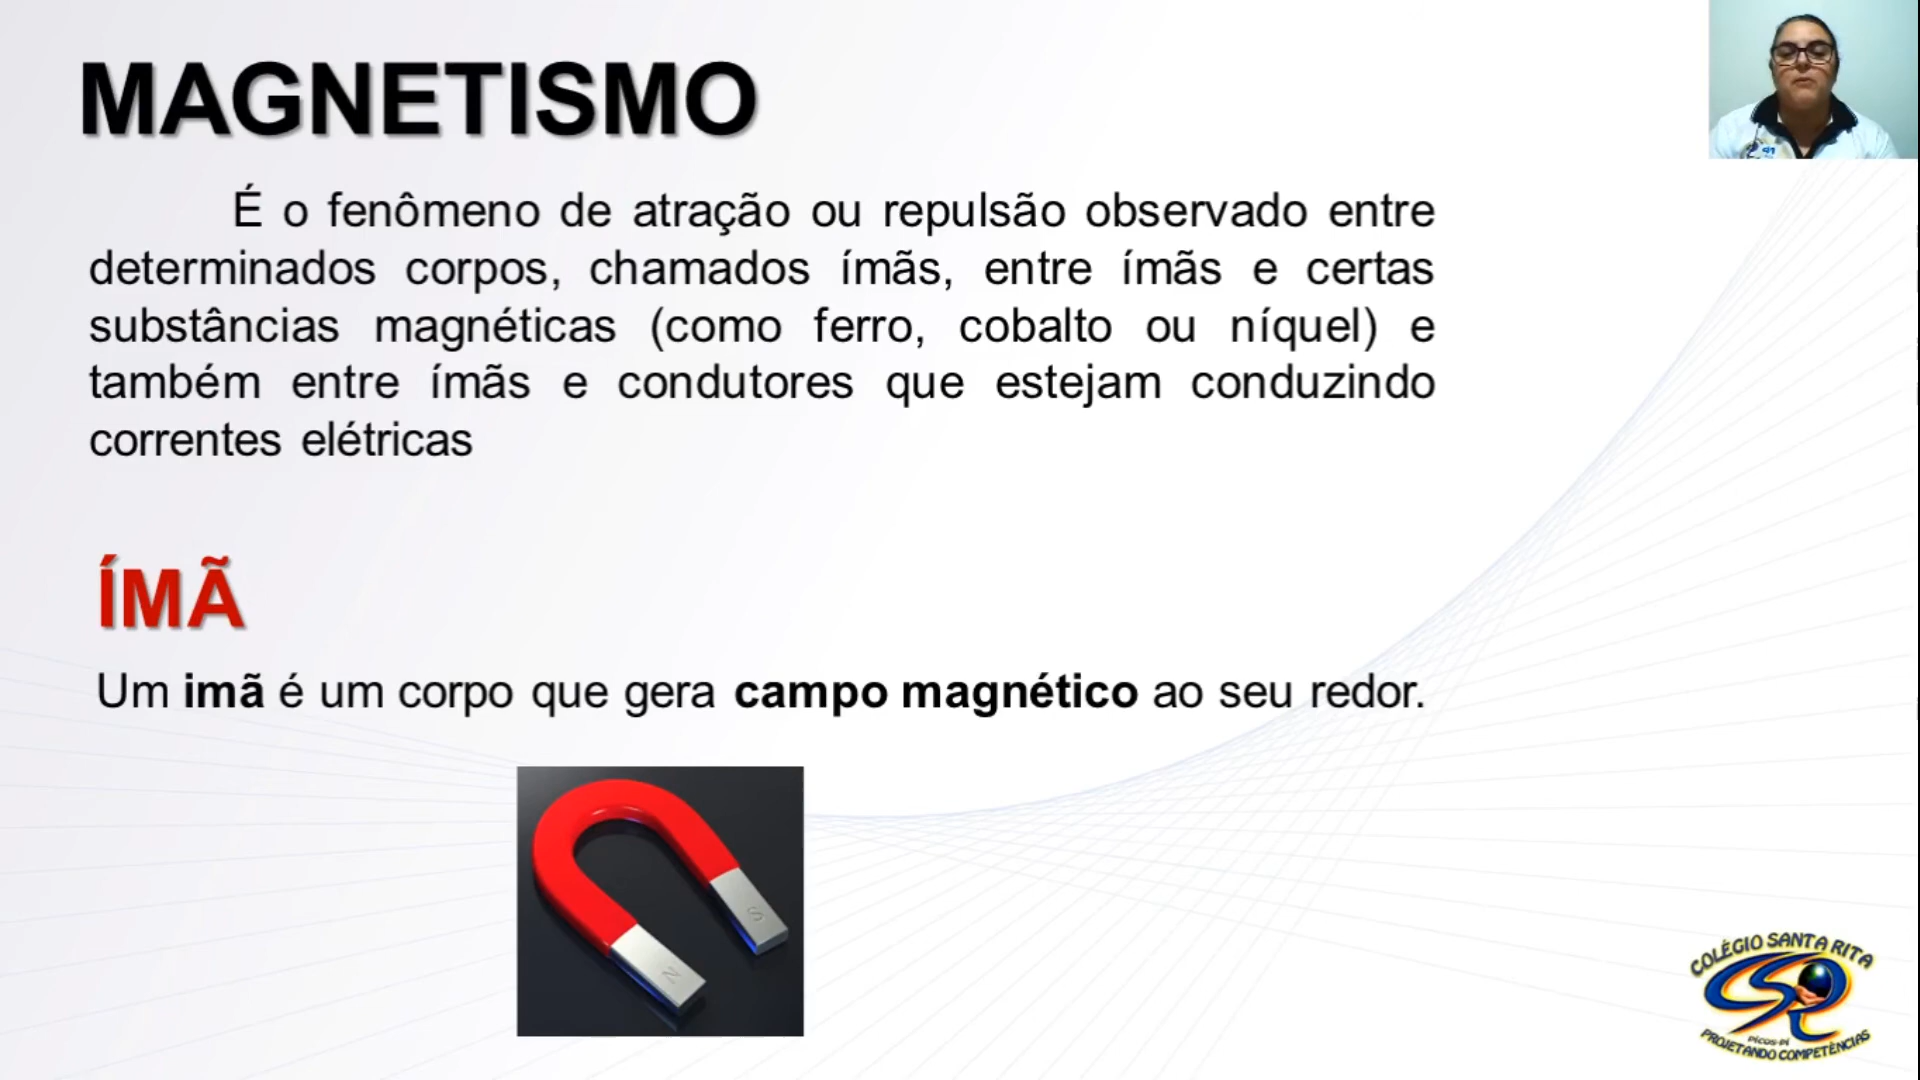 MAGNETISMO
É o fenômeno de atração ou repulsão observado entre
determinados corpos, chamados ímãs, entre ímãs e certas
substâncias magnéticas (como ferro, cobalto ou níquel) e
também entre ímãs e condutores que estejam conduzindo
correntes elétricas
ÍMÃ
Um imã é um corpo que gera campo magnético ao seu redor.
S
N
COLÉGIO SANTA RITA
PICOS-PI
PROJETANDO COMPETÊNCIAS